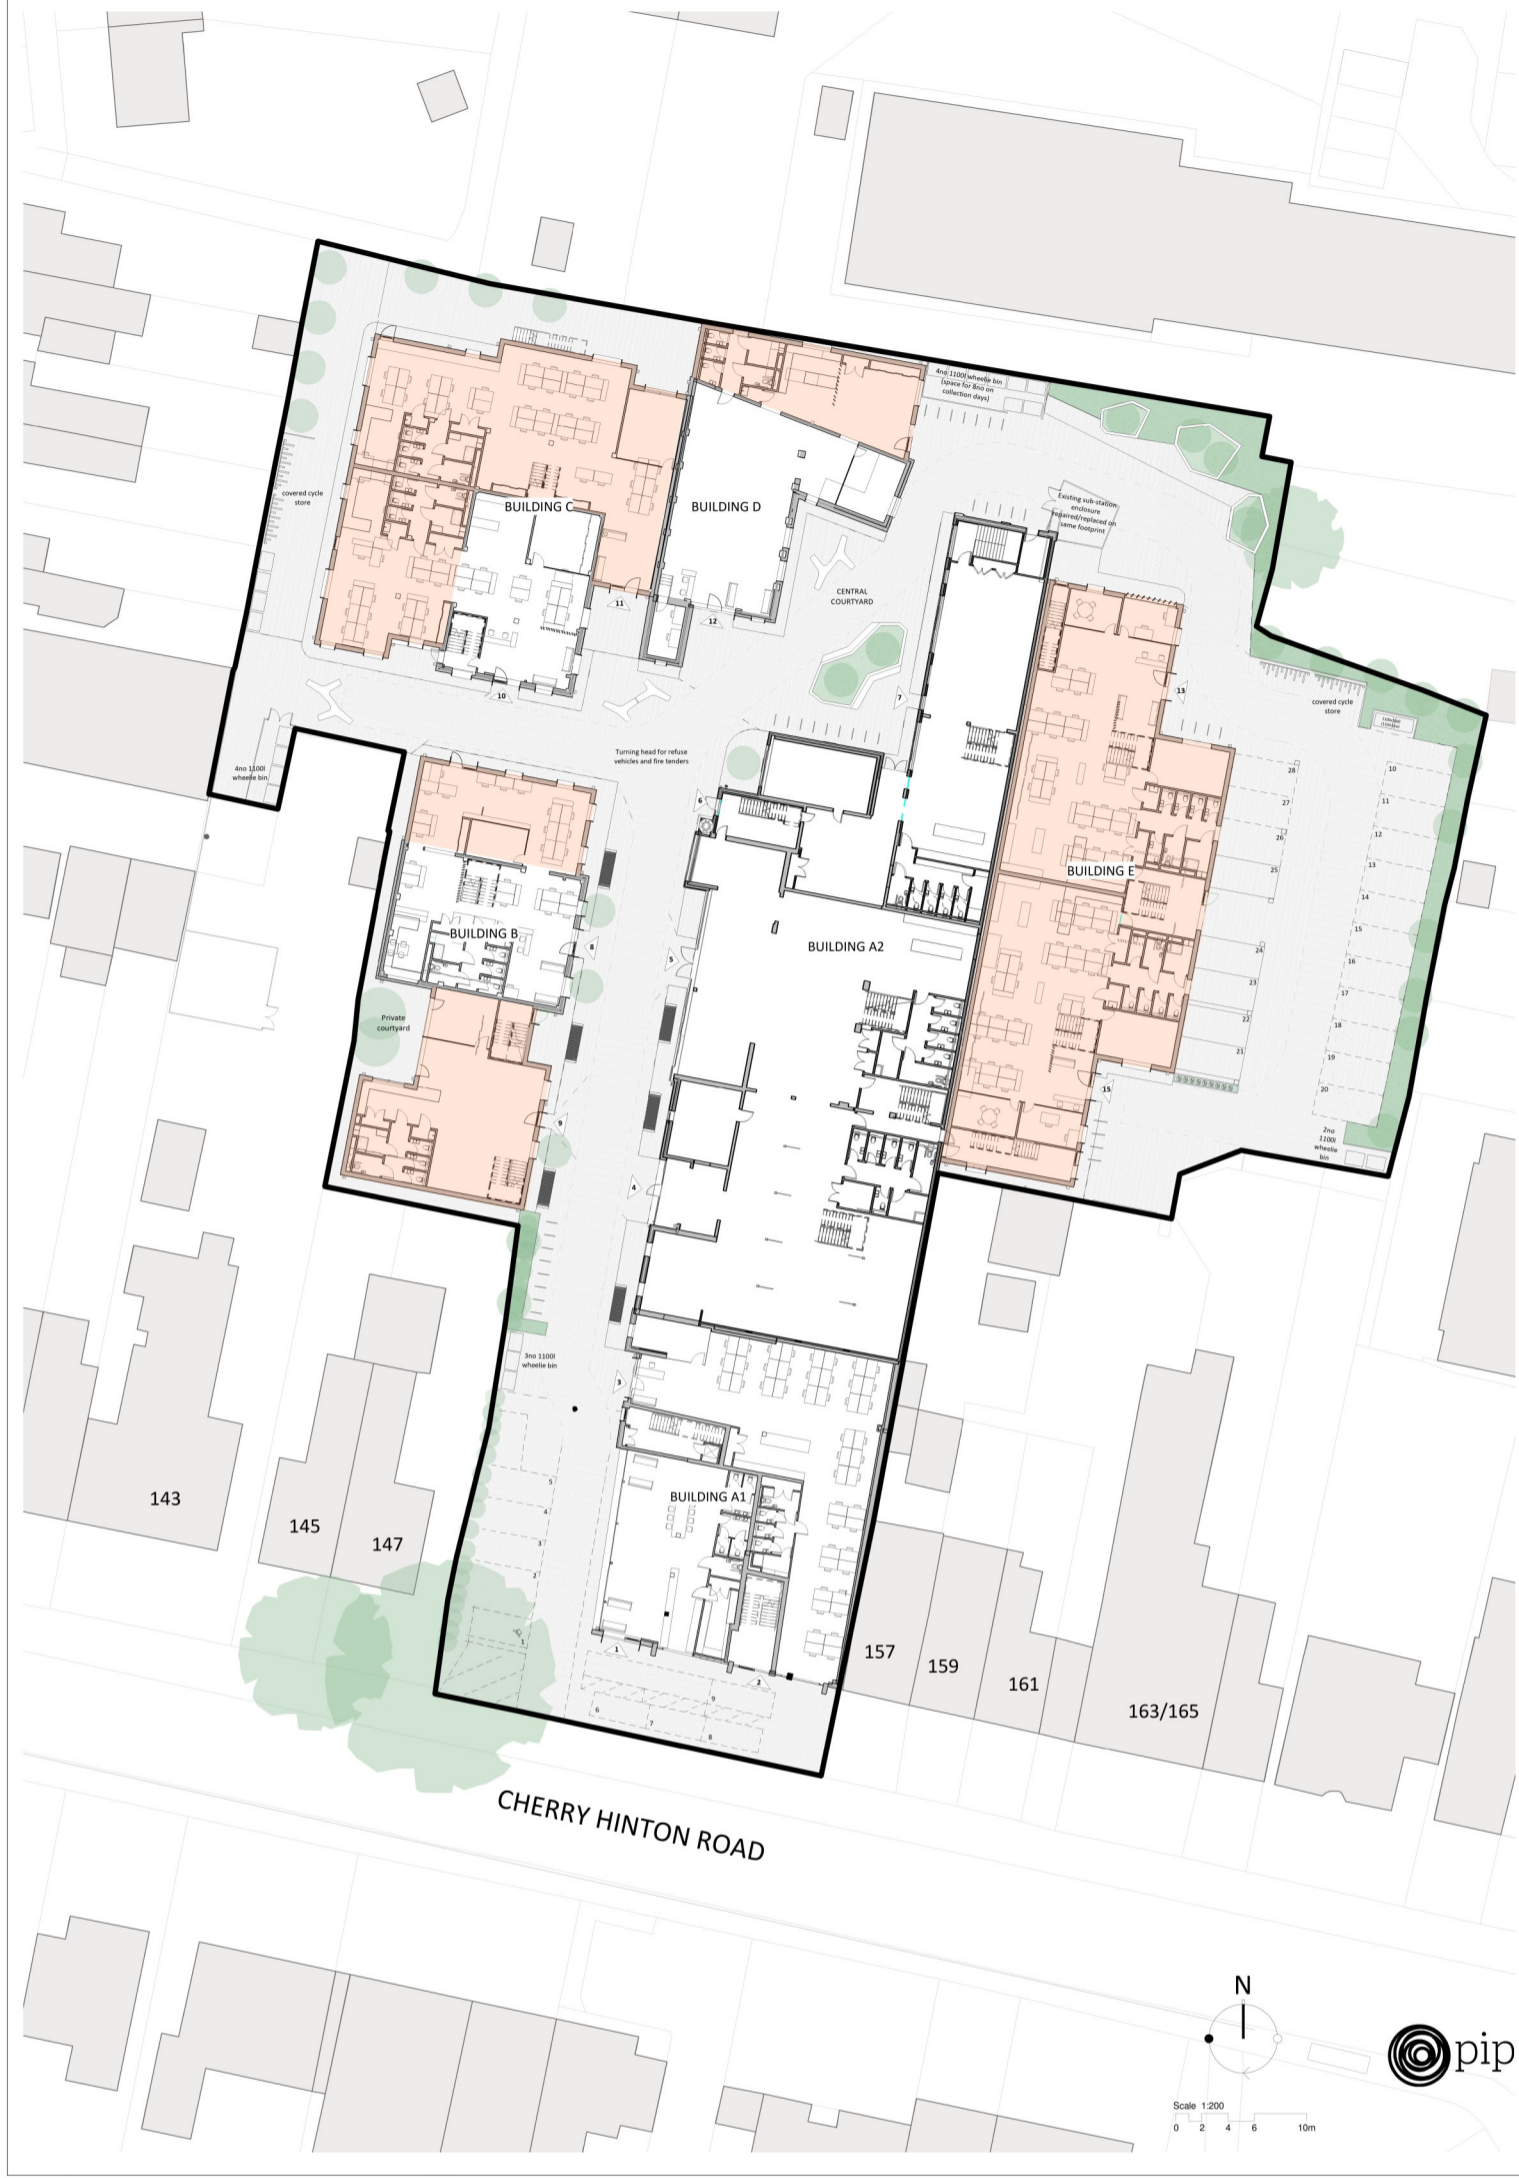 4no 1100l wheelie bin
(space for 8no on
collection days)
covered cycle
store
BUILDING C
BUILDING D
Existing sub-station
enclosure
repaired/replaced on
same footprint
CENTRAL
COURTYARD
11
12
10
7
13
covered cycle
store
4no 1100l
wheelie bin
Turning head for refuse
vehicles and fire tenders
6
28
27
26
25
24
23
22
21
10
11
12
13
14
15
16
17
18
19
20
BUILDING E
BUILDING B
BUILDING A2
8
5
Private
courtyard
9
4
15
2no
1100l
wheelie
bin
3no 1100l
wheelie bin
3
BUILDING A1
5
4
3
2
1
1
2
6
7
8
9
143
145
147
157
159
161
163/165
CHERRY HINTON ROAD
N
pip
Scale 1:200
0 2 4 6 10m